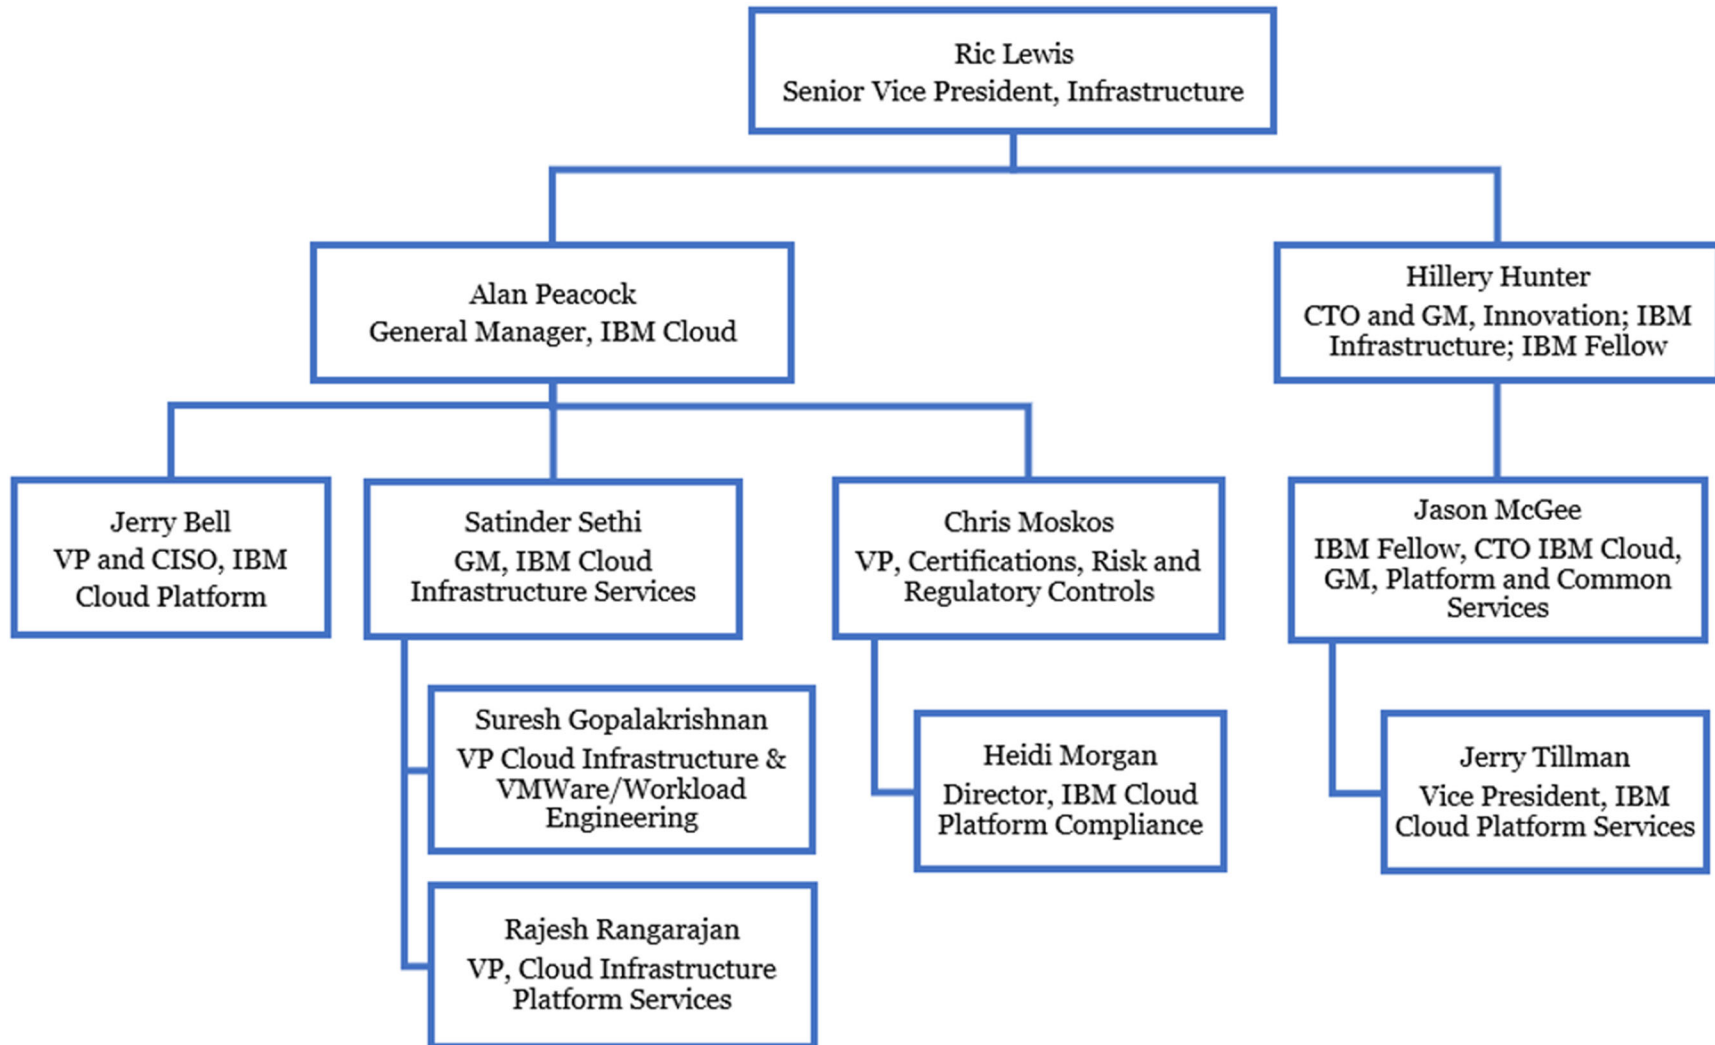 Ric Lewis
Senior Vice President, Infrastructure
Alan Peacock
General Manager, IBM Cloud
Hillery Hunter
CTO and GM, Innovation; IBM
Infrastructure; IBM Fellow
Jerry Bell
VP and CISO, IBM
Cloud Platform
Satinder Sethi
GM, IBM Cloud
Infrastructure Services
Chris Moskos
VP, Certifications, Risk and
Regulatory Controls
Jason McGee
IBM Fellow, CTO IBM Cloud,
GM, Platform and Common
Services
Suresh Gopalakrishnan
VP Cloud Infrastructure &
VMWare/Workload
Engineering
Heidi Morgan
Director, IBM Cloud
Platform Compliance
Jerry Tillman
Vice President, IBM
Cloud Platform Services
Rajesh Rangarajan
VP, Cloud Infrastructure
Platform Services